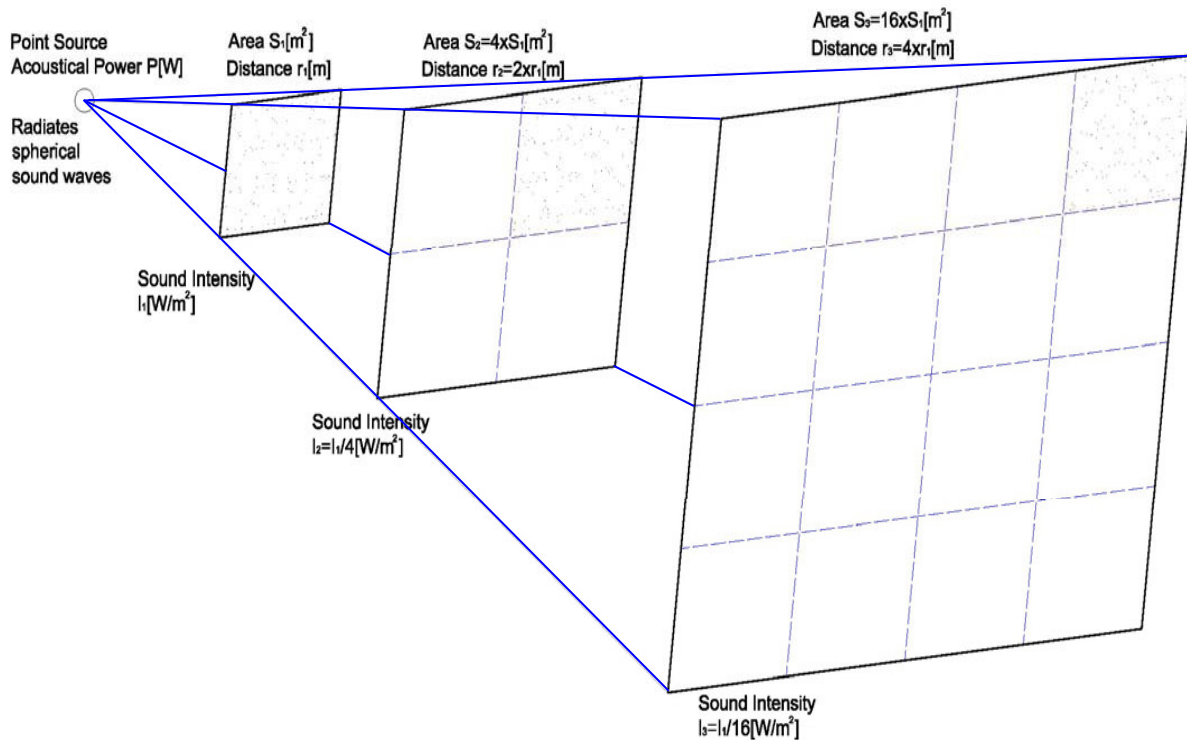 Point Source
Acoustical Power P[W]
Radiates
spherical
sound waves
Area S₁[m²]
Distance r₁[m]
Area S₂=4xS₁[m²]
Distance r₂=2xr₁[m]
Area S₃=16xS₁[m²]
Distance r₃=4xr₁[m]
Sound Intensity
I₁[W/m²]
Sound Intensity
I₂=I₁/4[W/m²]
Sound Intensity
I₃=I₁/16[W/m²]